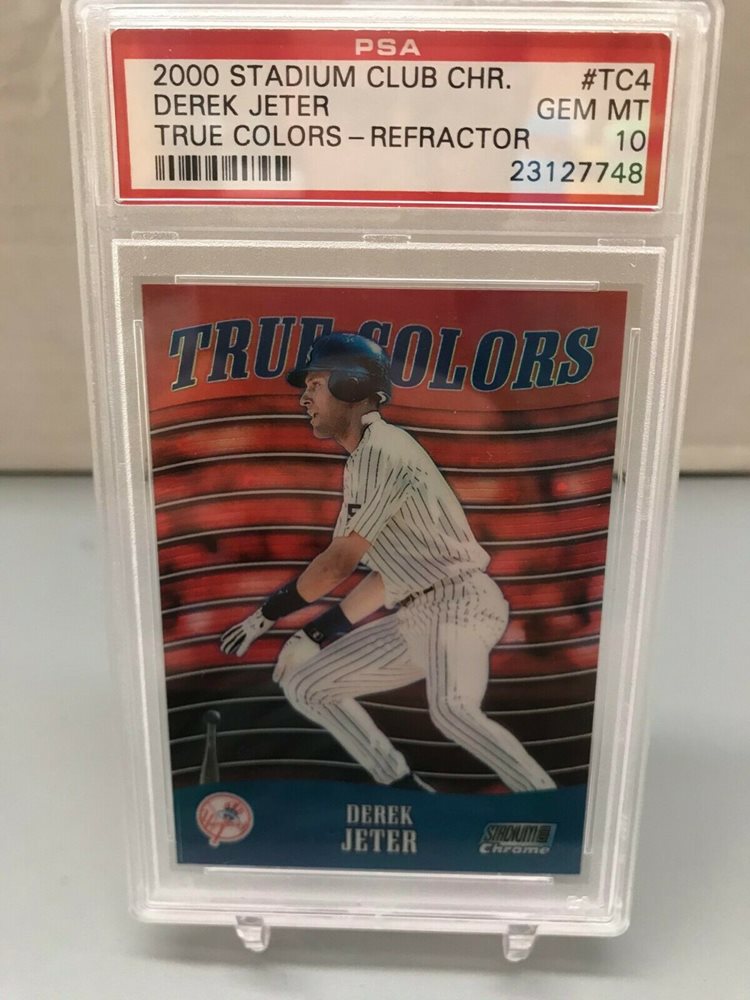 PSA
2000 STADIUM CLUB CHR. #TC4
DEREK JETER GEM MT
TRUE COLORS – REFRACTOR 10
23127748
TRUE COLORS
DEREK
JETER
STADIUM
Chrome